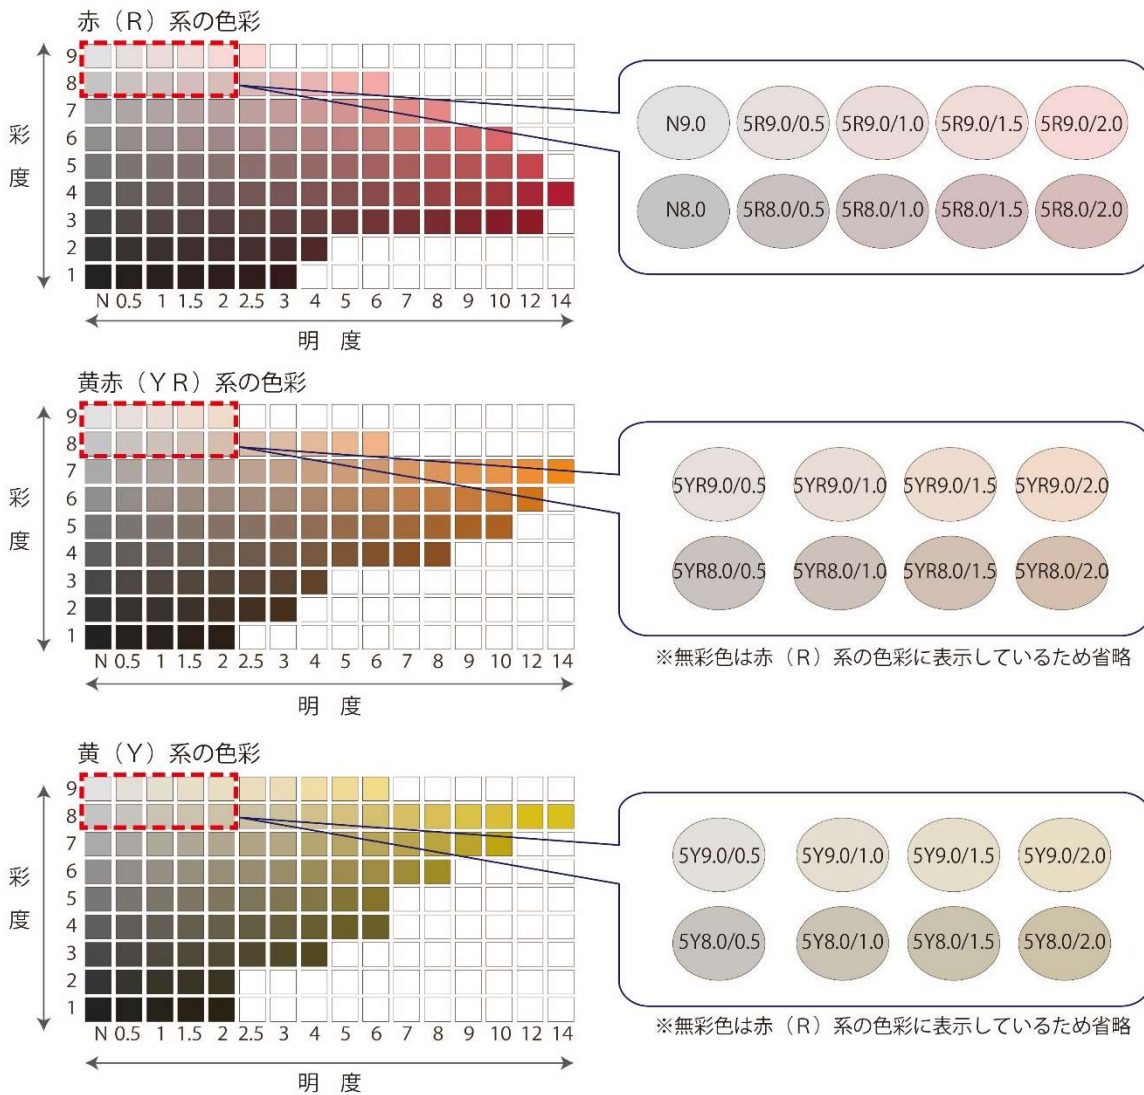 赤（R）系の色彩
彩度
9
8
7
6
5
4
3
2
1
N 0.5 1 1.5 2 2.5 3 4 5 6 7 8 9 10 12 14
明 度
N9.0 5R9.0/0.5 5R9.0/1.0 5R9.0/1.5 5R9.0/2.0
N8.0 5R8.0/0.5 5R8.0/1.0 5R8.0/1.5 5R8.0/2.0
黄赤（YR）系の色彩
彩度
9
8
7
6
5
4
3
2
1
N 0.5 1 1.5 2 2.5 3 4 5 6 7 8 9 10 12 14
明 度
5YR9.0/0.5 5YR9.0/1.0 5YR9.0/1.5 5YR9.0/2.0
5YR8.0/0.5 5YR8.0/1.0 5YR8.0/1.5 5YR8.0/2.0
※無彩色は赤（R）系の色彩に表示しているため省略
黄（Y）系の色彩
彩度
9
8
7
6
5
4
3
2
1
N 0.5 1 1.5 2 2.5 3 4 5 6 7 8 9 10 12 14
明 度
5Y9.0/0.5 5Y9.0/1.0 5Y9.0/1.5 5Y9.0/2.0
5Y8.0/0.5 5Y8.0/1.0 5Y8.0/1.5 5Y8.0/2.0
※無彩色は赤（R）系の色彩に表示しているため省略